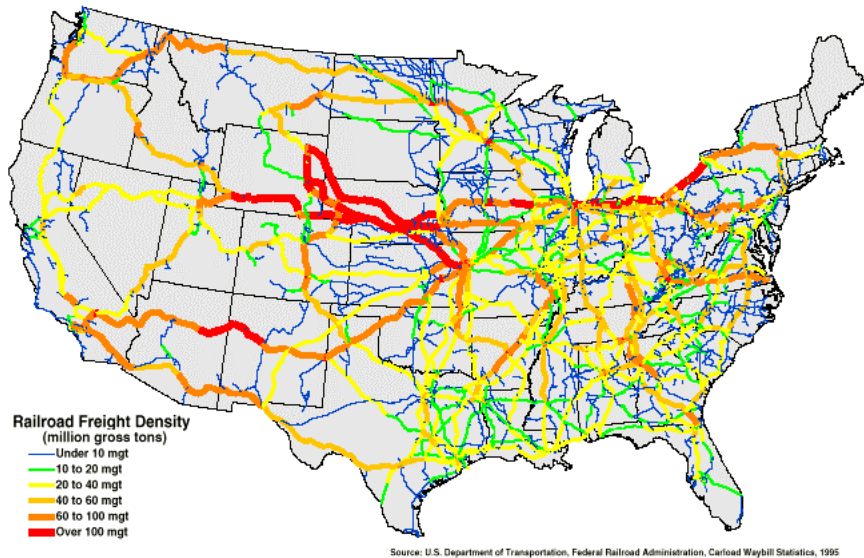 Railroad Freight Density
(million gross tons)
Under 10 mgt
10 to 20 mgt
20 to 40 mgt
40 to 60 mgt
60 to 100 mgt
Over 100 mgt
Source: U.S. Department of Transportation, Federal Railroad Administration, Carload Waybill Statistics, 1995